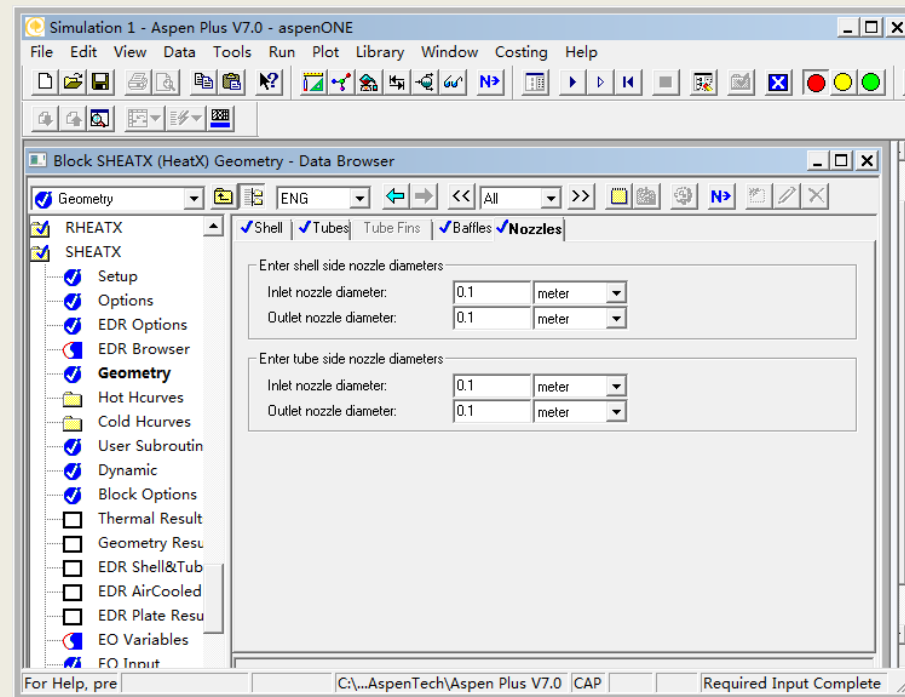 Simulation 1 - Aspen Plus V7.0 - aspenONE
File Edit View Data Tools Run Plot Library Window Costing Help
N
Block SHEATX (HeatX) Geometry - Data Browser
Geometry ENG << All >> N
RHEATX
SHEATX
Setup
Options
EDR Options
EDR Browser
Geometry
Hot Hcurves
Cold Hcurves
User Subroutin
Dynamic
Block Options
Thermal Result
Geometry Resu
EDR Shell&Tub
EDR AirCooled
EDR Plate Resu
EO Variables
EO Input
Shell Tubes Tube Fins Baffles Nozzles
Enter shell side nozzle diameters
Inlet nozzle diameter: 0.1 meter
Outlet nozzle diameter: 0.1 meter
Enter tube side nozzle diameters
Inlet nozzle diameter: 0.1 meter
Outlet nozzle diameter: 0.1 meter
For Help, pre C:\...AspenTech\Aspen Plus V7.0 CAP Required Input Complete